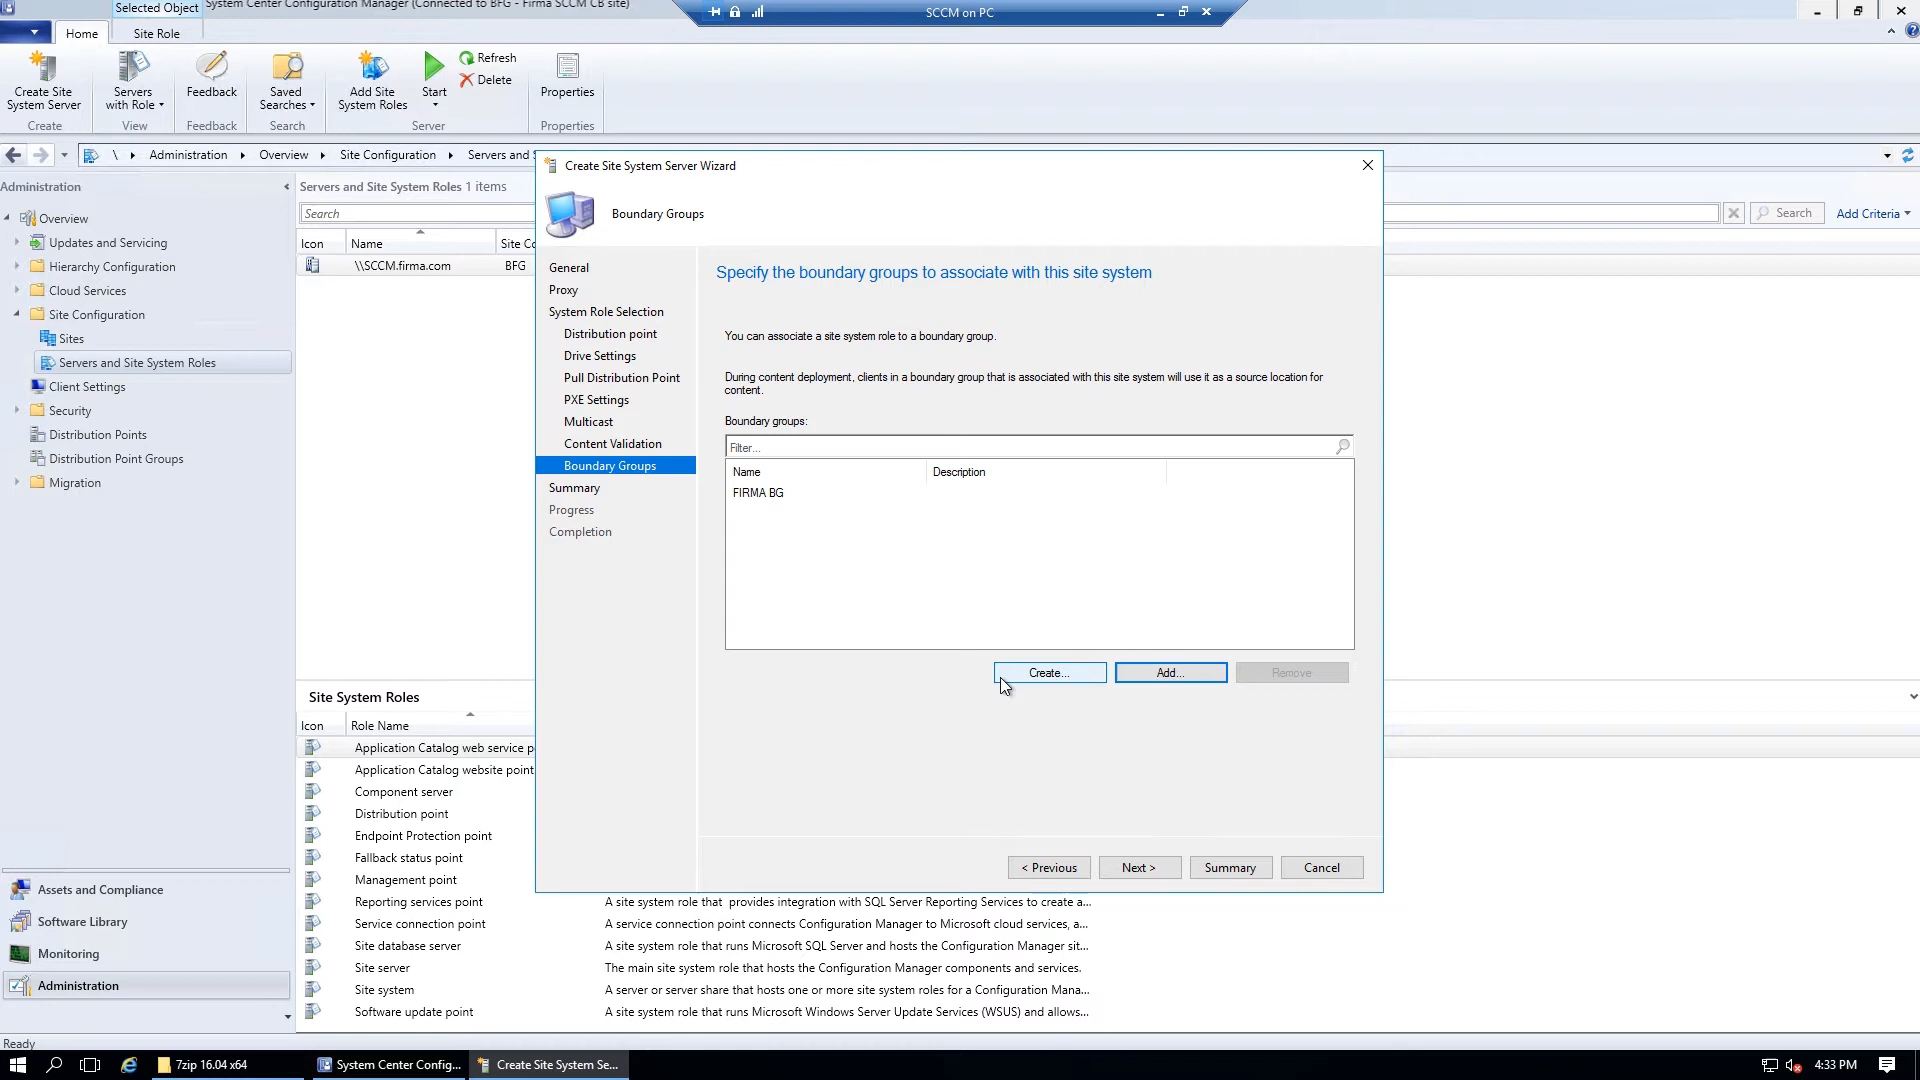 Selected Object
System Center Configuration Manager (Connected to BFG - Firma SCCM CB site)
SCCM on PC
Home
Site Role
Create Site
System Server
Servers
with Role
Feedback
Saved
Searches
Add Site
System Roles
Start
Refresh
Delete
Properties
Create
View
Feedback
Search
Server
Properties
\ Administration Overview Site Configuration Servers and S
Administration
Overview
Updates and Servicing
Hierarchy Configuration
Cloud Services
Site Configuration
Sites
Servers and Site System Roles
Client Settings
Security
Distribution Points
Distribution Point Groups
Migration
Assets and Compliance
Software Library
Monitoring
Administration
Servers and Site System Roles 1 items
Search
Search
Add Criteria
Icon Name Site Co
\\SCCM.firma.com BFG
Create Site System Server Wizard
Boundary Groups
General
Proxy
System Role Selection
Distribution point
Drive Settings
Pull Distribution Point
PXE Settings
Multicast
Content Validation
Boundary Groups
Summary
Progress
Completion
Specify the boundary groups to associate with this site system
You can associate a site system role to a boundary group.
During content deployment, clients in a boundary group that is associated with this site system will use it as a source location for
content.
Boundary groups:
Filter...
Name Description
FIRMA BG
Create...
Add...
Remove
< Previous
Next >
Summary
Cancel
Site System Roles
Icon Role Name
Application Catalog web service p
Application Catalog website point
Component server
Distribution point
Endpoint Protection point
Fallback status point
Management point
Reporting services point A site system role that provides integration with SQL Server Reporting Services to create a...
Service connection point A service connection point connects Configuration Manager to Microsoft cloud services, a...
Site database server A site system role that runs Microsoft SQL Server and hosts the Configuration Manager sit...
Site server The main site system role that hosts the Configuration Manager components and services.
Site system A server or server share that hosts one or more site system roles for a Configuration Mana...
Software update point A site system role that runs Microsoft Windows Server Update Services (WSUS) and allows...
Ready
7zip 16.04 x64
System Center Config...
Create Site System Se...
4:33 PM